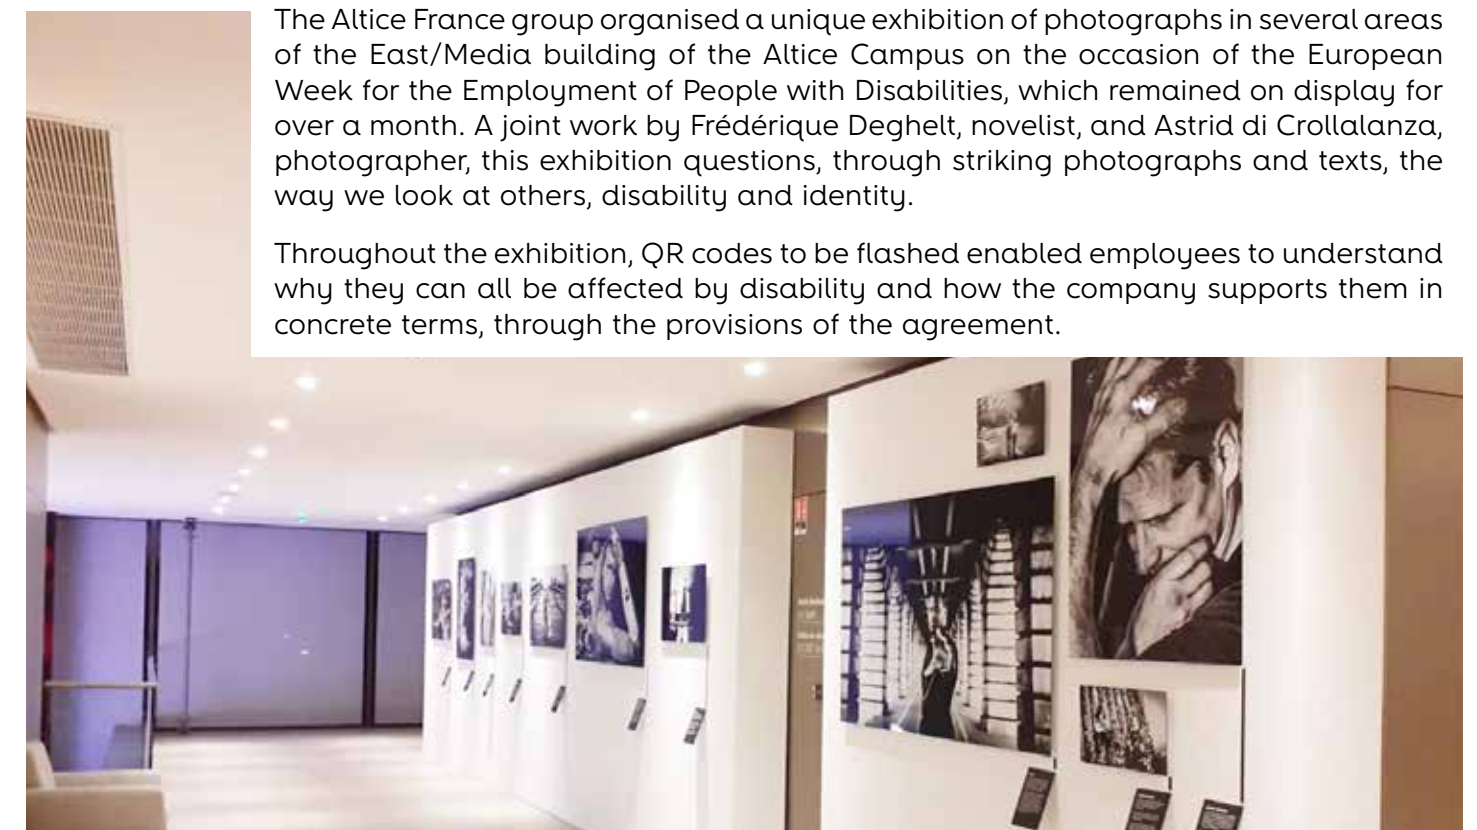 The Altice France group organised a unique exhibition of photographs in several areas
of the East/Media building of the Altice Campus on the occasion of the European
Week for the Employment of People with Disabilities, which remained on display for
over a month. A joint work by Frédérique Deghelt, novelist, and Astrid di Crollalanza,
photographer, this exhibition questions, through striking photographs and texts, the
way we look at others, disability and identity.
Throughout the exhibition, QR codes to be flashed enabled employees to understand
why they can all be affected by disability and how the company supports them in
concrete terms, through the provisions of the agreement.